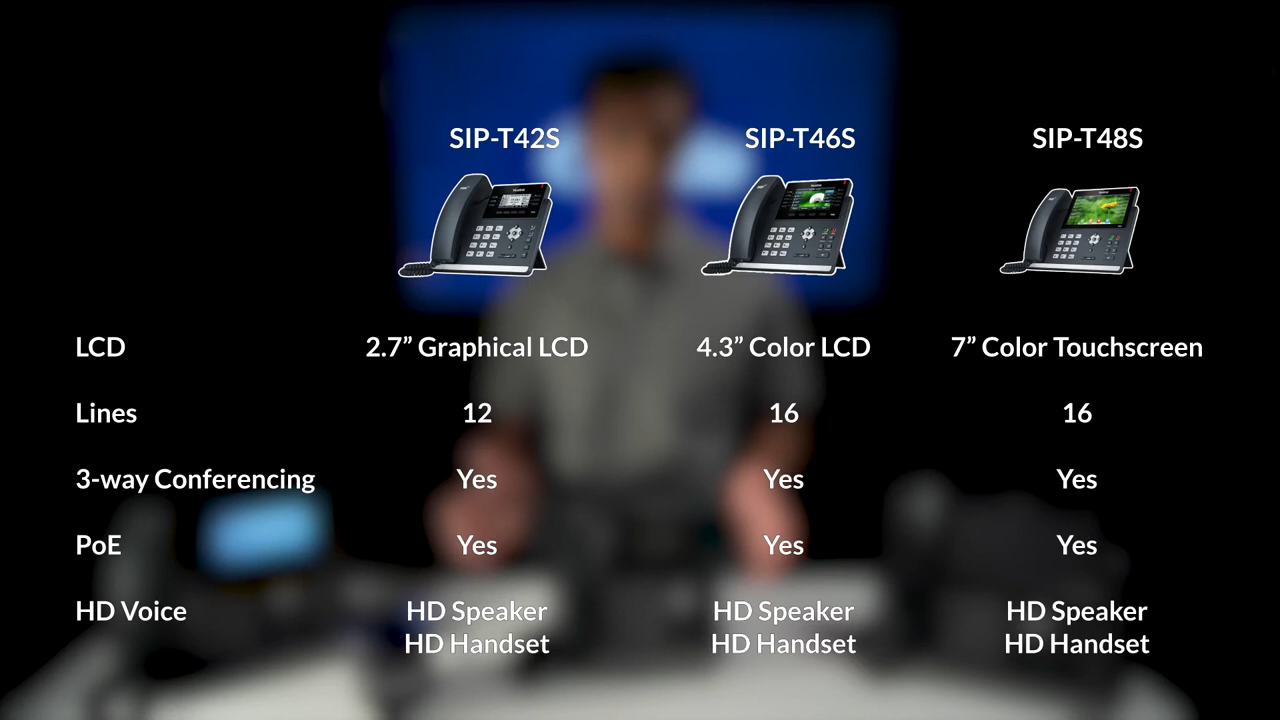 SIP-T42S SIP-T46S SIP-T48S
LCD 2.7” Graphical LCD 4.3” Color LCD 7” Color Touchscreen
Lines 12 16 16
3-way Conferencing Yes Yes Yes
PoE Yes Yes Yes
HD Voice HD Speaker HD Speaker HD Speaker
HD Handset HD Handset HD Handset